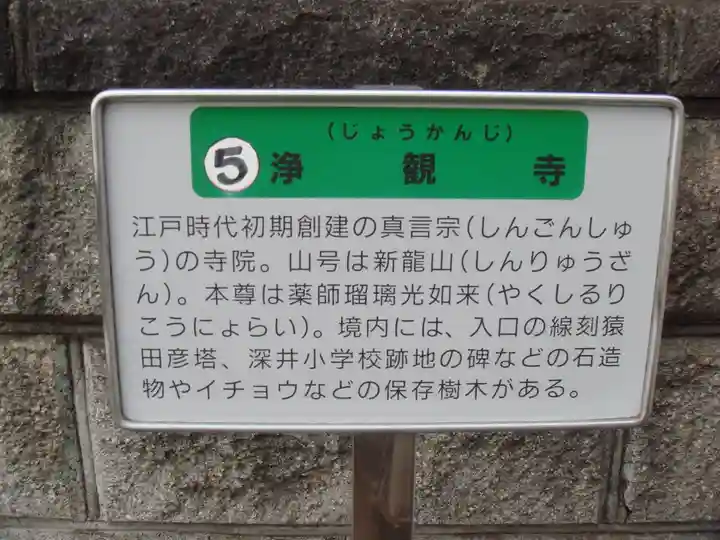 (じょうかんじ)
5 浄観寺
江戸時代初期創建の真言宗(しんごんしゅ
う)の寺院。山号は新龍山(しんりゅうざ
ん)。本尊は薬師瑠璃光如来(やくしるり
こうにょらい)。境内には、入口の線刻猿
田彦塔、深井小学校跡地の碑などの石造
物やイチョウなどの保存樹木がある。